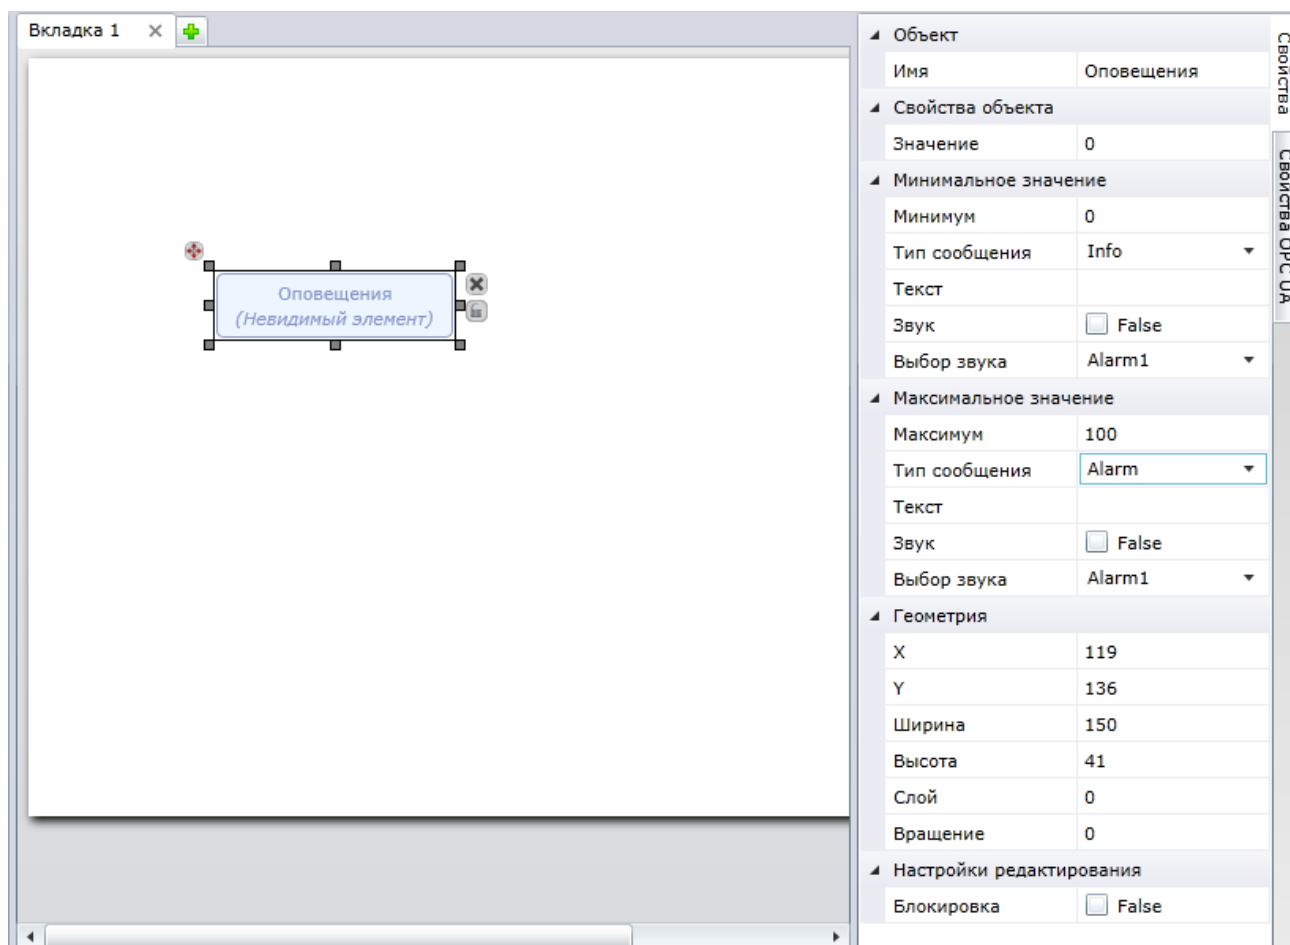 Вкладка 1
Оповещения
(Невидимый элемент)
Объект
Имя Оповещения
Свойства объекта
Значение 0
Минимальное значение
Минимум 0
Тип сообщения Info
Текст
Звук False
Выбор звука Alarm1
Максимальное значение
Максимум 100
Тип сообщения Alarm
Текст
Звук False
Выбор звука Alarm1
Геометрия
X 119
Y 136
Ширина 150
Высота 41
Слой 0
Вращение 0
Настройки редактирования
Блокировка False
Свойства
Свойства OPC UA